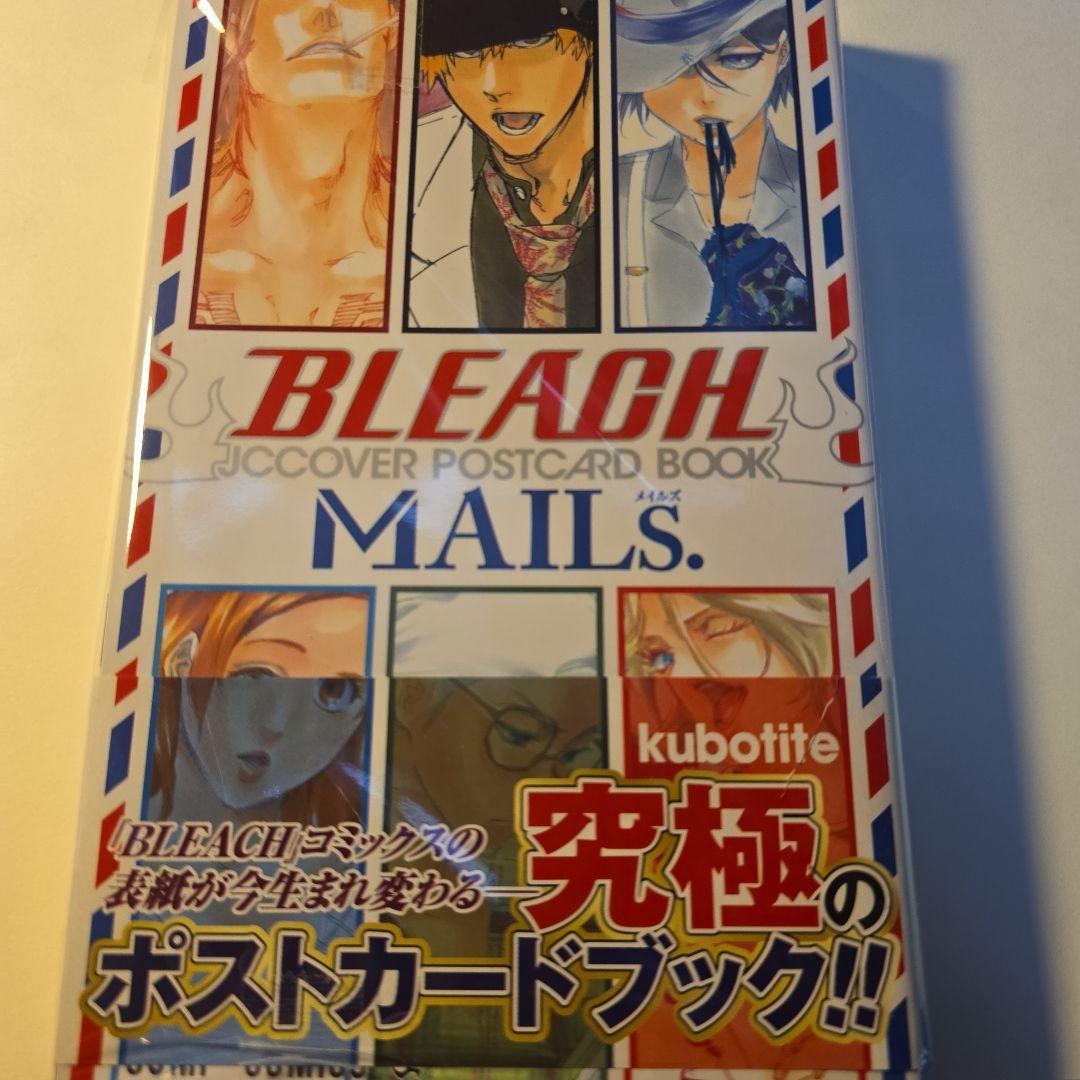 BLEACH
JCCOVER POSTCARD BOOK
メイルズ
MAILs.
kubotite
『BLEACH』コミックスの
表紙が今生まれ変わる——
究極の
ポストカードブック!!